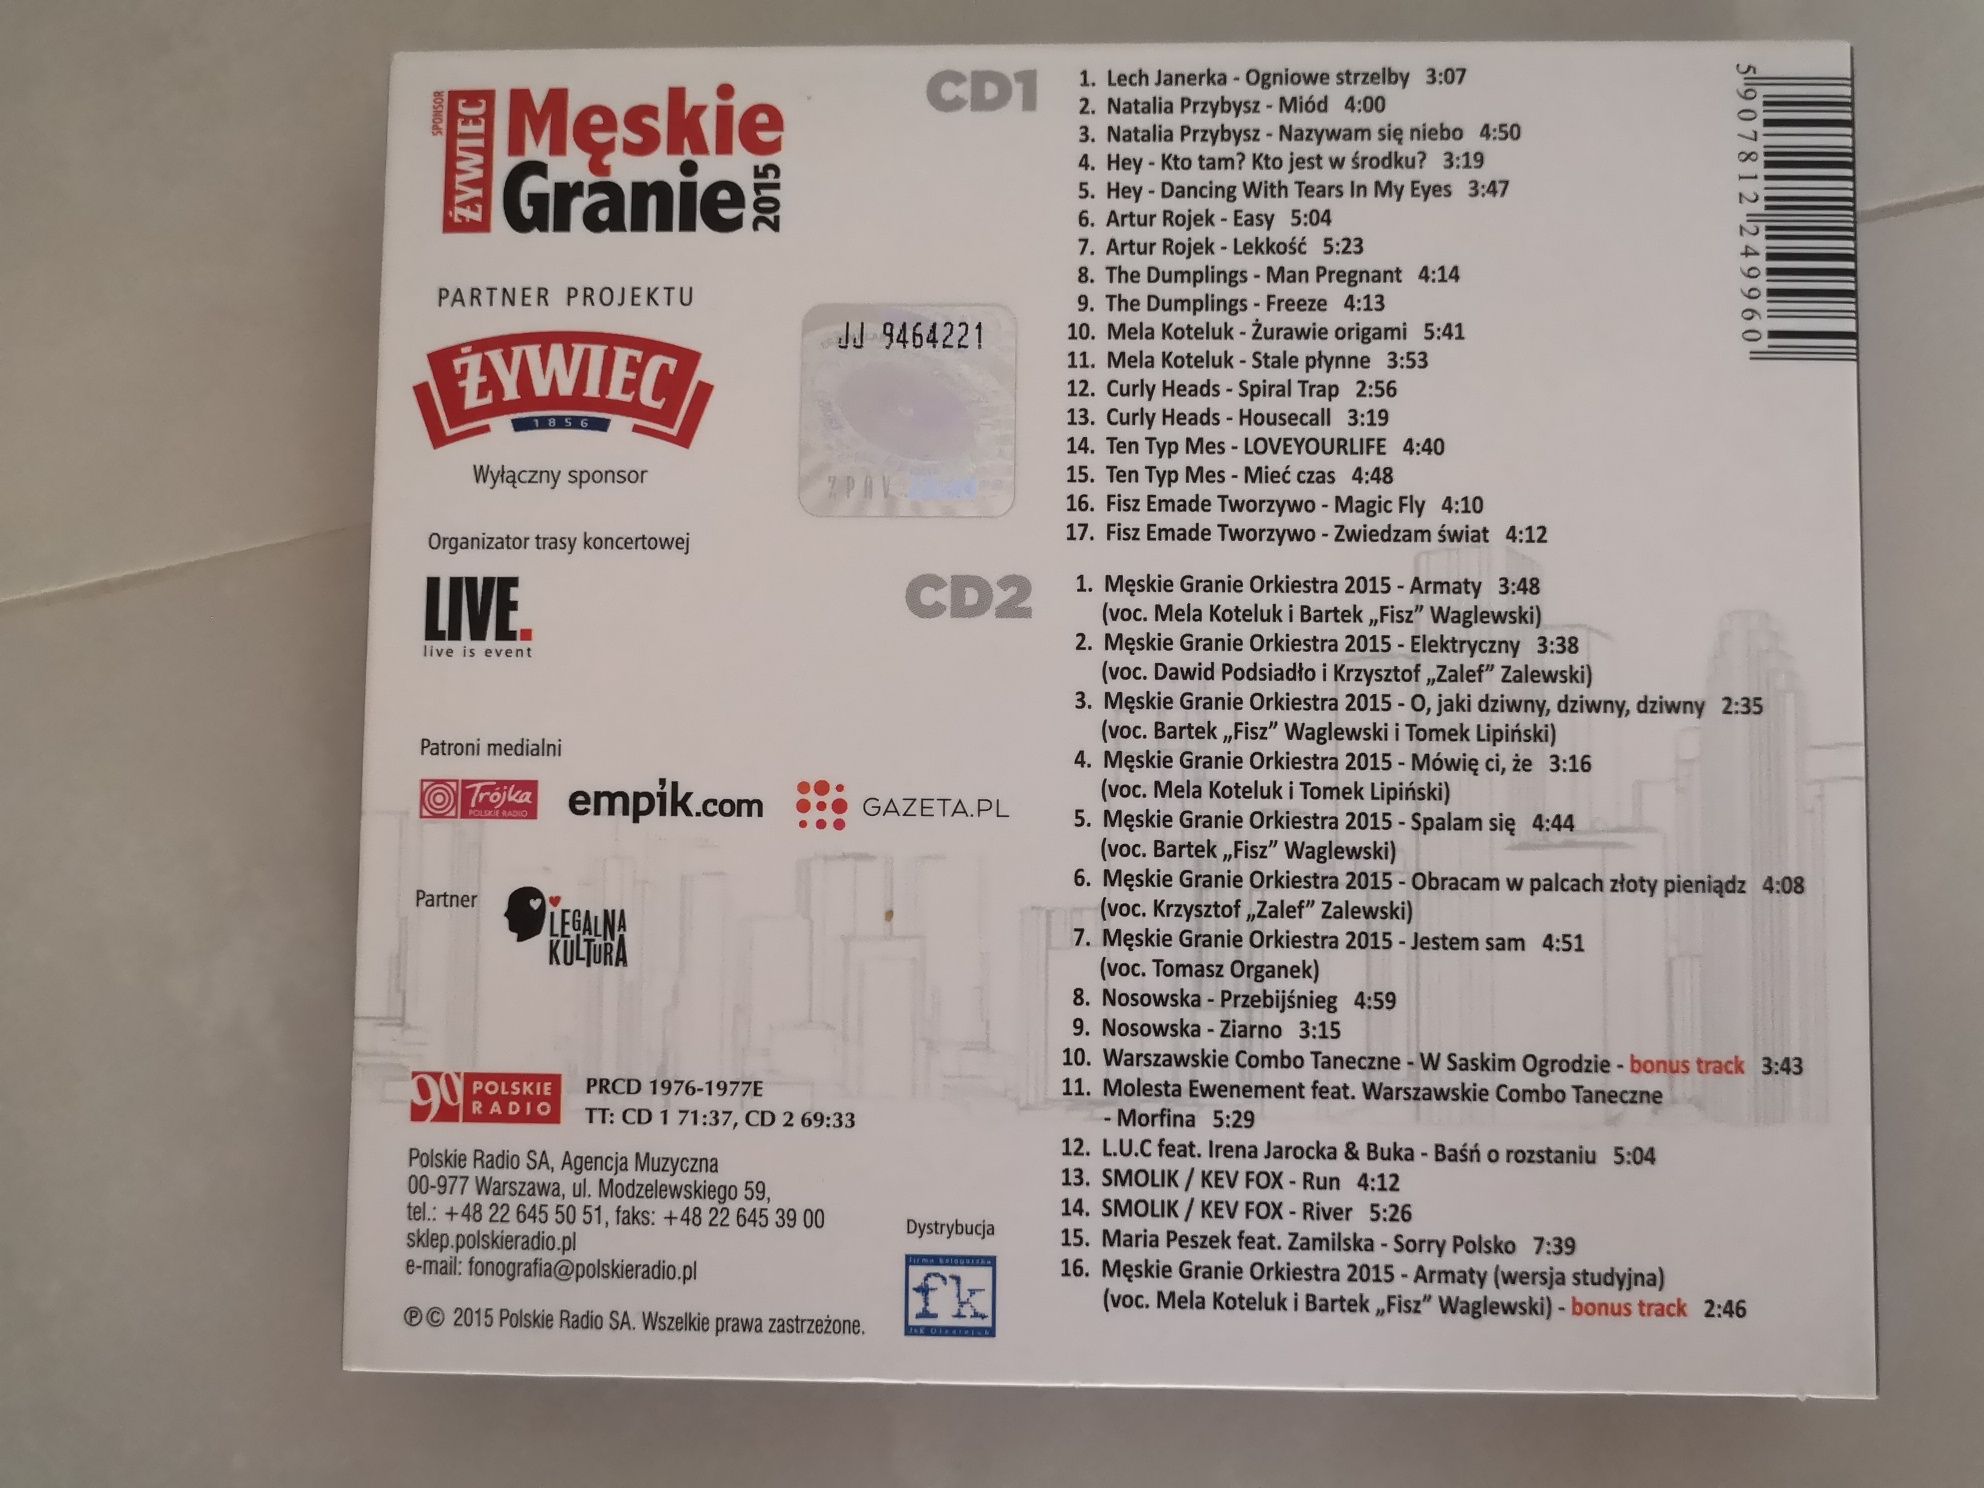 SPONSOR
ŻYWIEC
Męskie
Granie
2015
PARTNER PROJEKTU
ŻYWIEC
1856
Wyłączny sponsor
JJ 9464221
ZPAV
Organizator trasy koncertowej
LIVE.
live is event
Patroni medialni
Trójka
POLSKIE RADIO
empik.com
GAZETA.PL
Partner
LEGALNA
KULTURA
90 POLSKIE
RADIO
PRCD 1976-1977E
TT: CD 1 71:37, CD 2 69:33
Polskie Radio SA, Agencja Muzyczna
00-977 Warszawa, ul. Modzelewskiego 59,
tel.: +48 22 645 50 51, faks: +48 22 645 39 00
sklep.polskieradio.pl
e-mail: fonografia@polskieradio.pl
℗© 2015 Polskie Radio SA. Wszelkie prawa zastrzeżone.
Dystrybucja
fk
CD1
1. Lech Janerka - Ogniowe strzelby 3:07
2. Natalia Przybysz - Miód 4:00
3. Natalia Przybysz - Nazywam się niebo 4:50
4. Hey - Kto tam? Kto jest w środku? 3:19
5. Hey - Dancing With Tears In My Eyes 3:47
6. Artur Rojek - Easy 5:04
7. Artur Rojek - Lekkość 5:23
8. The Dumplings - Man Pregnant 4:14
9. The Dumplings - Freeze 4:13
10. Mela Koteluk - Żurawie origami 5:41
11. Mela Koteluk - Stale płynne 3:53
12. Curly Heads - Spiral Trap 2:56
13. Curly Heads - Housecall 3:19
14. Ten Typ Mes - LOVEYOURLIFE 4:40
15. Ten Typ Mes - Mieć czas 4:48
16. Fisz Emade Tworzywo - Magic Fly 4:10
17. Fisz Emade Tworzywo - Zwiedzam świat 4:12
CD2
1. Męskie Granie Orkiestra 2015 - Armaty 3:48
(voc. Mela Koteluk i Bartek „Fisz” Waglewski)
2. Męskie Granie Orkiestra 2015 - Elektryczny 3:38
(voc. Dawid Podsiadło i Krzysztof „Zalef” Zalewski)
3. Męskie Granie Orkiestra 2015 - O, jaki dziwny, dziwny, dziwny 2:35
(voc. Bartek „Fisz” Waglewski i Tomek Lipiński)
4. Męskie Granie Orkiestra 2015 - Mówię ci, że 3:16
(voc. Mela Koteluk i Tomek Lipiński)
5. Męskie Granie Orkiestra 2015 - Spalam się 4:44
(voc. Bartek „Fisz” Waglewski)
6. Męskie Granie Orkiestra 2015 - Obracam w palcach złoty pieniądz 4:08
(voc. Krzysztof „Zalef” Zalewski)
7. Męskie Granie Orkiestra 2015 - Jestem sam 4:51
(voc. Tomasz Organek)
8. Nosowska - Przebijśnieg 4:59
9. Nosowska - Ziarno 3:15
10. Warszawskie Combo Taneczne - W Saskim Ogrodzie - bonus track 3:43
11. Molesta Ewenement feat. Warszawskie Combo Taneczne
- Morfina 5:29
12. L.U.C feat. Irena Jarocka & Buka - Baśń o rozstaniu 5:04
13. SMOLIK / KEV FOX - Run 4:12
14. SMOLIK / KEV FOX - River 5:26
15. Maria Peszek feat. Zamilska - Sorry Polsko 7:39
16. Męskie Granie Orkiestra 2015 - Armaty (wersja studyjna)
(voc. Mela Koteluk i Bartek „Fisz” Waglewski) - bonus track 2:46
5907812249960